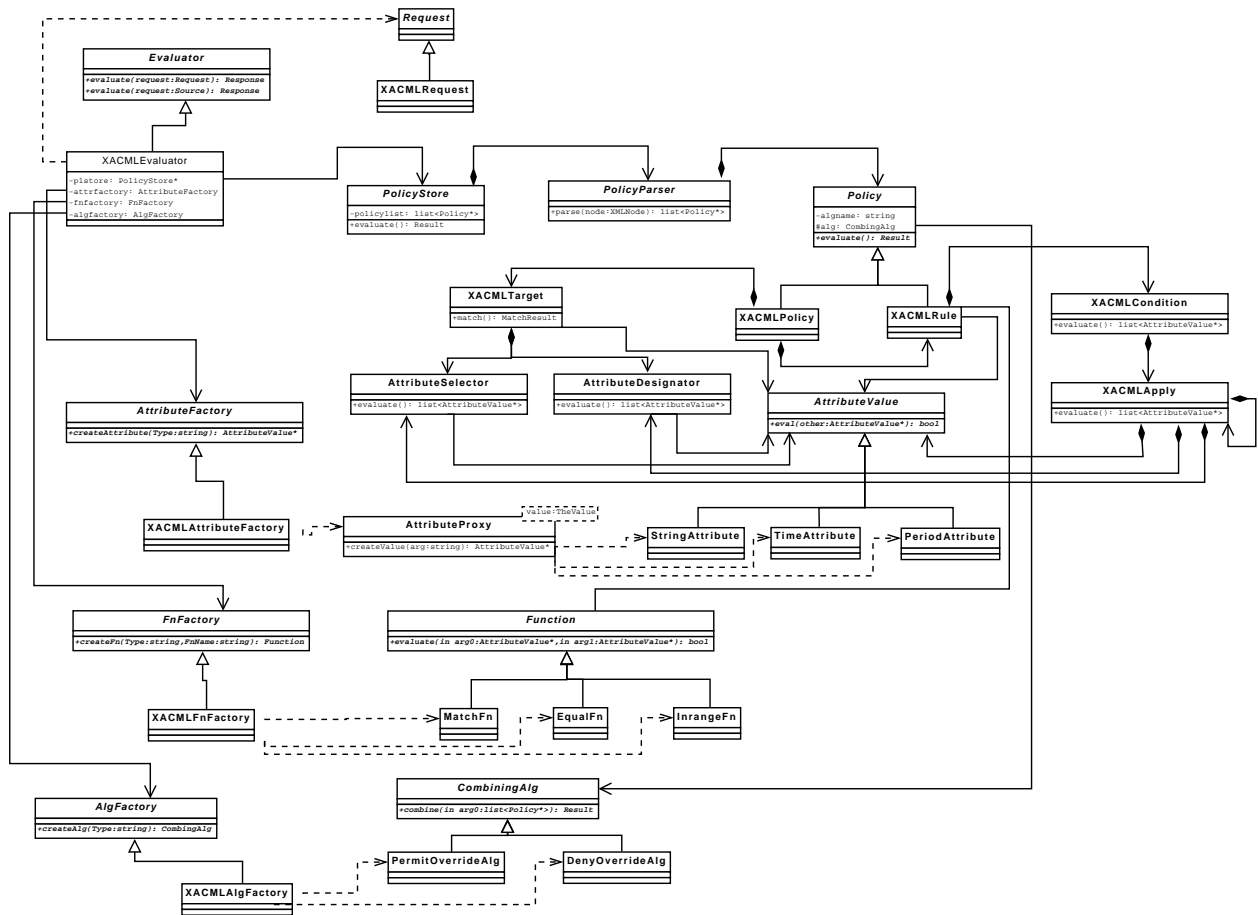 Request
Evaluator
+evaluate(request:Request): Response
+evaluate(request:Source): Response
XACMLRequest
XACMLEvaluator
-plstore: PolicyStore*
-attrfactory: AttributeFactory
-fnfactory: FnFactory
-algfactory: AlgFactory
PolicyStore
-policylist: list<Policy*>
+evaluate(): Result
PolicyParser
+parse(node:XMLNode): list<Policy*>
Policy
-algname: string
#alg: CombingAlg
+evaluate(): Result
XACMLTarget
+match(): MatchResult
XACMLPolicy
XACMLRule
XACMLCondition
+evaluate(): list<AttributeValue*>
AttributeSelector
+evaluate(): list<AttributeValue*>
AttributeDesignator
+evaluate(): list<AttributeValue*>
AttributeValue
+eval(other:AttributeValue*): bool
XACMLApply
+evaluate(): list<AttributeValue*>
AttributeFactory
+createAttribute(Type:string): AttributeValue*
XACMLAttributeFactory
AttributeProxy
value:TheValue
+createValue(arg:string): AttributeValue*
StringAttribute
TimeAttribute
PeriodAttribute
FnFactory
+createFn(Type:string,FnName:string): Function
Function
+evaluate(in arg0:AttributeValue*,in arg1:AttributeValue*): bool
XACMLFnFactory
MatchFn
EqualFn
InrangeFn
AlgFactory
+createAlg(Type:string): CombingAlg
CombiningAlg
+combine(in arg0:list<Policy*>): Result
XACMLAlgFactory
PermitOverrideAlg
DenyOverrideAlg